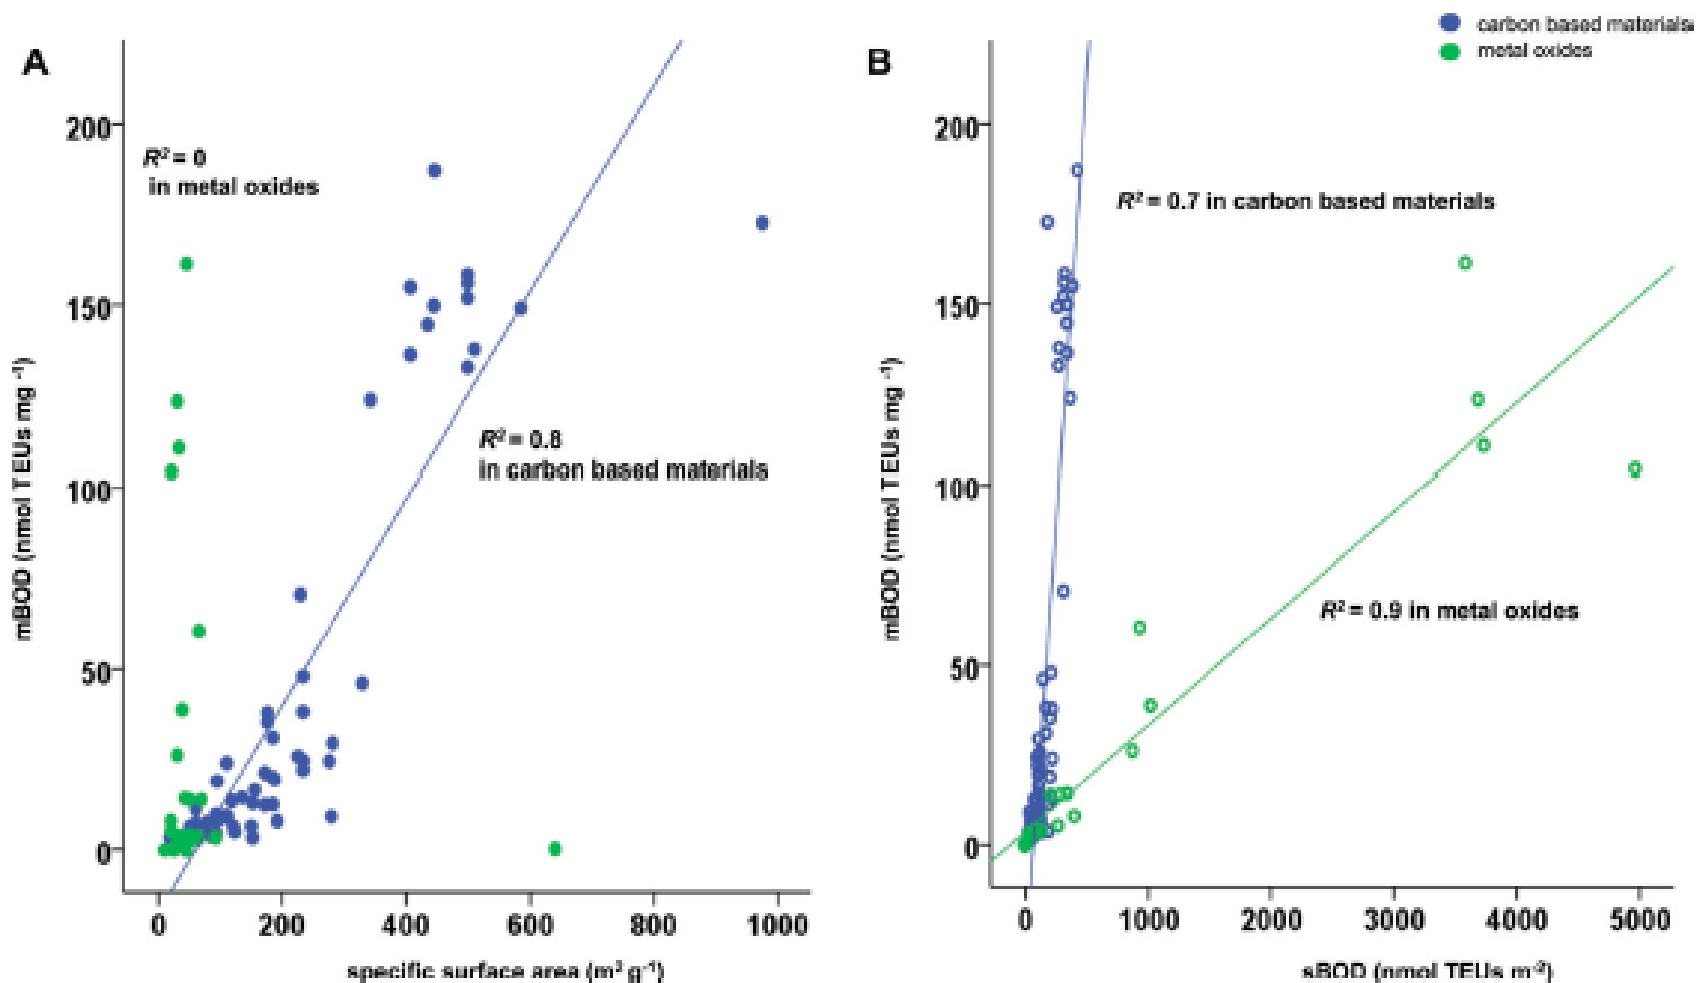 carbon based materials
metal oxides
A
B
200
150
100
50
0
R² = 0
in metal oxides
R² = 0.8
in carbon based materials
mBOD (nmol TEUs mg ⁻¹)
0 200 400 600 800 1000
specific surface area (m² g⁻¹)
200
150
100
50
0
R² = 0.7 in carbon based materials
R² = 0.9 in metal oxides
mBOD (nmol TEUs mg ⁻¹)
0 1000 2000 3000 4000 5000
sBOD (nmol TEUs m⁻²)